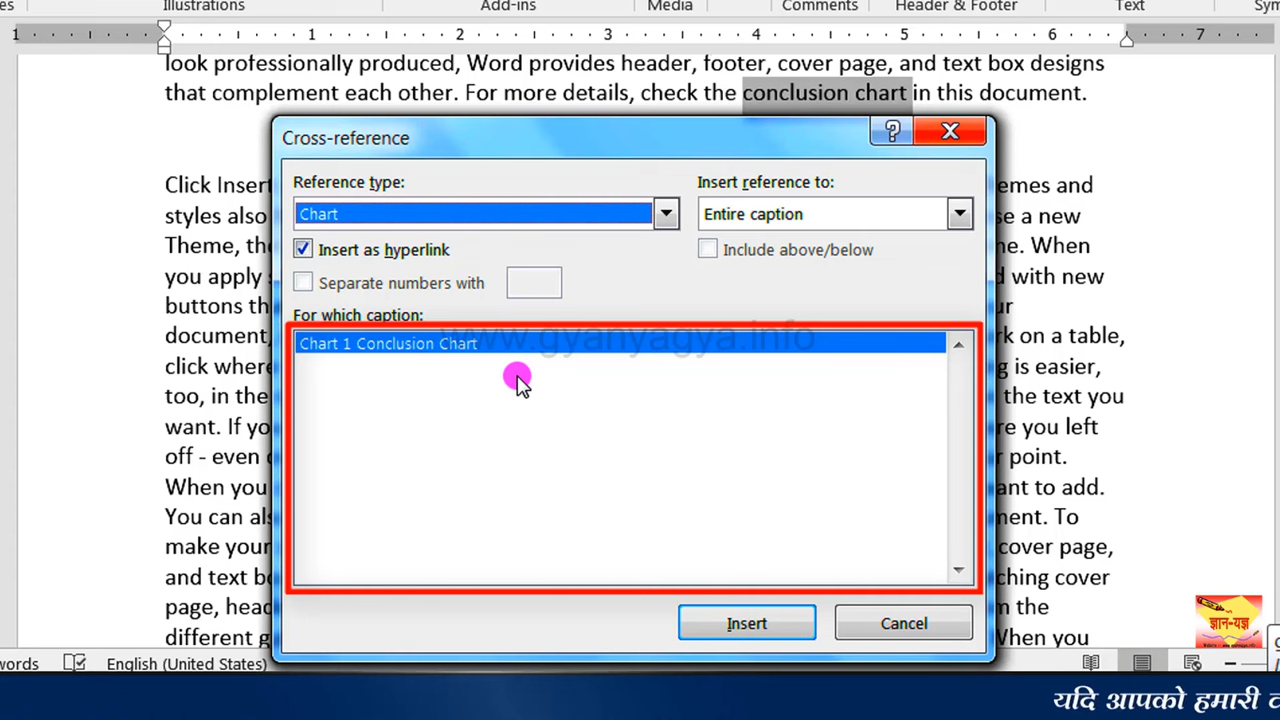 Illustrations Add-ins Media Comments Header & Footer Text
1 1 2 3 4 5 6 7
look professionally produced, Word provides header, footer, cover page, and text box designs
that complement each other. For more details, check the conclusion chart in this document.
Cross-reference
?
Reference type: Insert reference to:
Chart Entire caption
Insert as hyperlink Include above/below
Separate numbers with
For which caption:
www.gyanyagya.info
Chart 1 Conclusion Chart
Insert Cancel
Click Inser emes and
styles also e a new
Theme, the ne. When
you apply s d with new
buttons th ur
document, rk on a table,
click where g is easier,
too, in the the text you
want. If yo re you left
off - even point.
When you ant to add.
You can als ment. To
make your cover page,
and text bo ching cover
page, head m the
different g When you
ज्ञान-यज्ञ
words English (United States)
यदि आपको हमारी